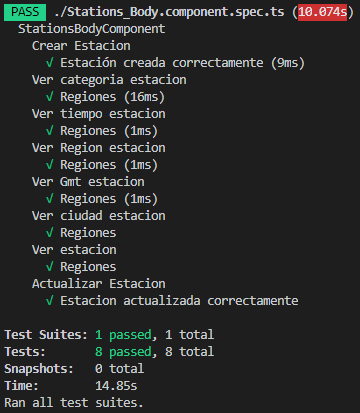 PASS ./Stations_Body.component.spec.ts (10.074s)
StationsBodyComponent
Crear Estacion
√ Estación creada correctamente (9ms)
Ver categoria estacion
√ Regiones (16ms)
Ver tiempo estacion
√ Regiones (1ms)
Ver Region estacion
√ Regiones (1ms)
Ver Gmt estacion
√ Regiones (1ms)
Ver ciudad estacion
√ Regiones
Ver estacion
√ Regiones
Actualizar Estacion
√ Estacion actualizada correctamente
Test Suites: 1 passed, 1 total
Tests: 8 passed, 8 total
Snapshots: 0 total
Time: 14.85s
Ran all test suites.